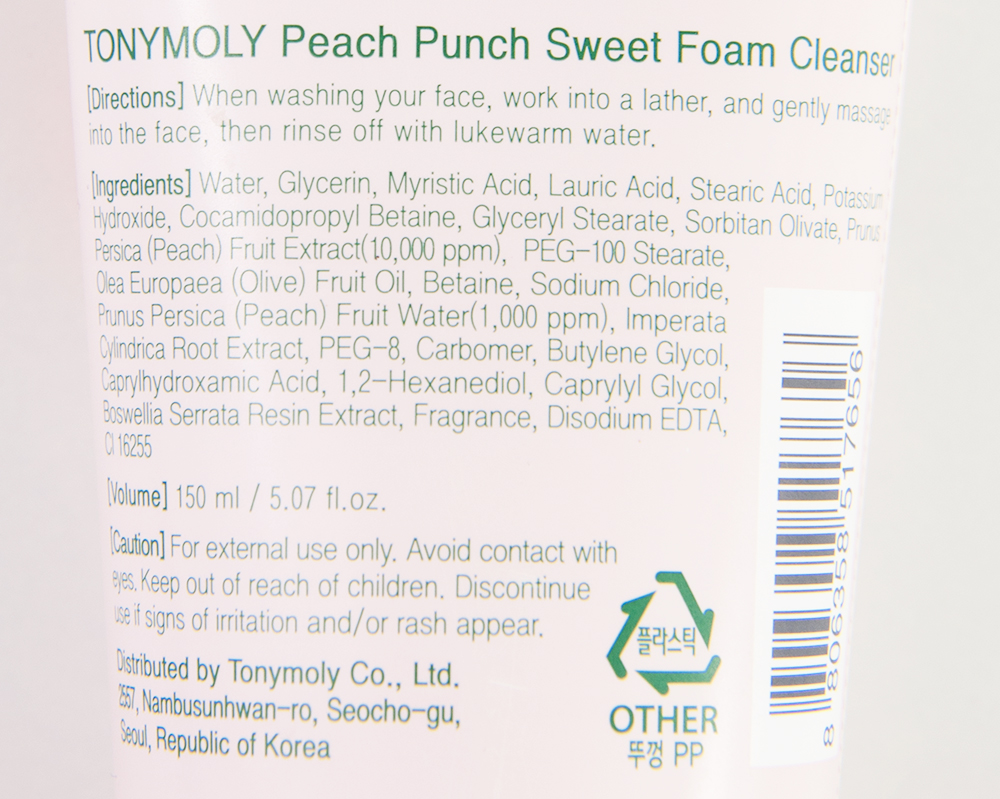 TONYMOLY Peach Punch Sweet Foam Cleanser
[Directions] When washing your face, work into a lather, and gently massage
into the face, then rinse off with lukewarm water.
[Ingredients] Water, Glycerin, Myristic Acid, Lauric Acid, Stearic Acid, Potassium
Hydroxide, Cocamidopropyl Betaine, Glyceryl Stearate, Sorbitan Olivate, Prunus
Persica (Peach) Fruit Extract(10,000 ppm), PEG-100 Stearate,
Olea Europaea (Olive) Fruit Oil, Betaine, Sodium Chloride,
Prunus Persica (Peach) Fruit Water(1,000 ppm), Imperata
Cylindrica Root Extract, PEG-8, Carbomer, Butylene Glycol,
Caprylhydroxamic Acid, 1,2-Hexanediol, Caprylyl Glycol,
Boswellia Serrata Resin Extract, Fragrance, Disodium EDTA,
CI 16255
[Volume] 150 ml / 5.07 fl.oz.
[Caution] For external use only. Avoid contact with
eyes. Keep out of reach of children. Discontinue
use if signs of irritation and/or rash appear.
Distributed by Tonymoly Co., Ltd.
2557, Nambusunhwan-ro, Seocho-gu,
Seoul, Republic of Korea
플라스틱
OTHER
뚜껑 PP
8 806358 517656